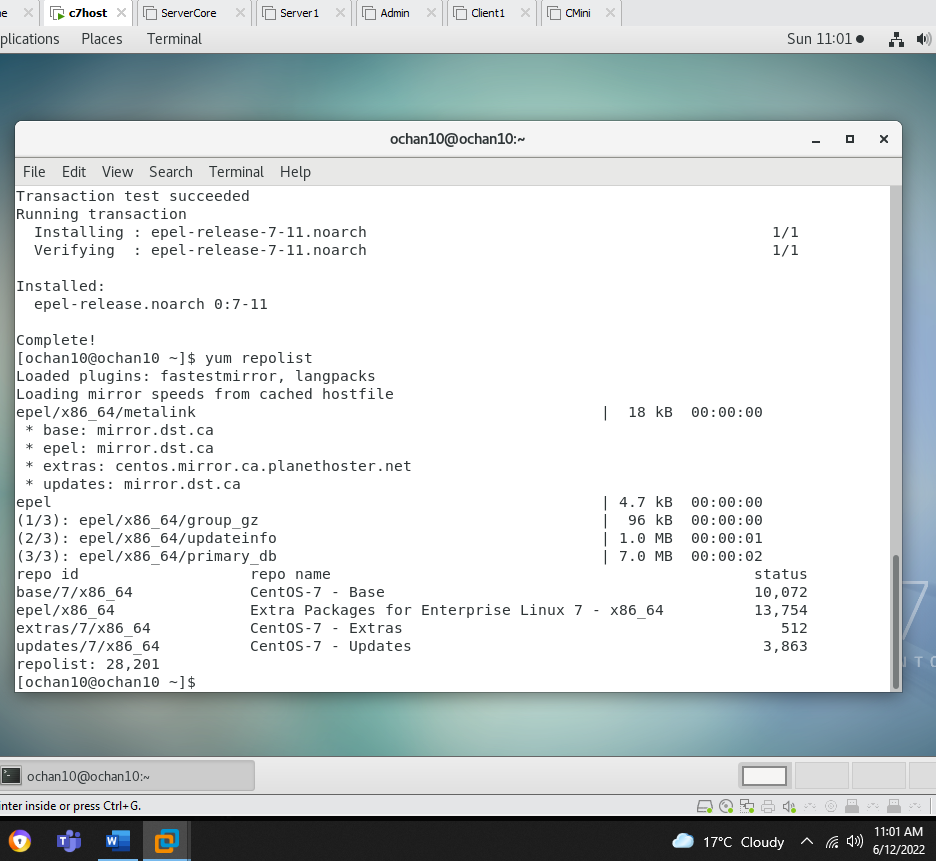 c7host
ServerCore
Server1
Admin
Client1
CMini
Places
Terminal
Sun 11:01
ochan10@ochan10:~
File Edit View Search Terminal Help
Transaction test succeeded
Running transaction
Installing : epel-release-7-11.noarch 1/1
Verifying : epel-release-7-11.noarch 1/1
Installed:
epel-release.noarch 0:7-11
Complete!
[ochan10@ochan10 ~]$ yum repolist
Loaded plugins: fastestmirror, langpacks
Loading mirror speeds from cached hostfile
epel/x86_64/metalink | 18 kB 00:00:00
* base: mirror.dst.ca
* epel: mirror.dst.ca
* extras: centos.mirror.ca.planethoster.net
* updates: mirror.dst.ca
epel | 4.7 kB 00:00:00
(1/3): epel/x86_64/group_gz | 96 kB 00:00:00
(2/3): epel/x86_64/updateinfo | 1.0 MB 00:00:01
(3/3): epel/x86_64/primary_db | 7.0 MB 00:00:02
repo id repo name status
base/7/x86_64 CentOS-7 - Base 10,072
epel/x86_64 Extra Packages for Enterprise Linux 7 - x86_64 13,754
extras/7/x86_64 CentOS-7 - Extras 512
updates/7/x86_64 CentOS-7 - Updates 3,863
repolist: 28,201
[ochan10@ochan10 ~]$
7
ochan10@ochan10:~
inside or press Ctrl+G.
17°C Cloudy
11:01 AM
6/12/2022